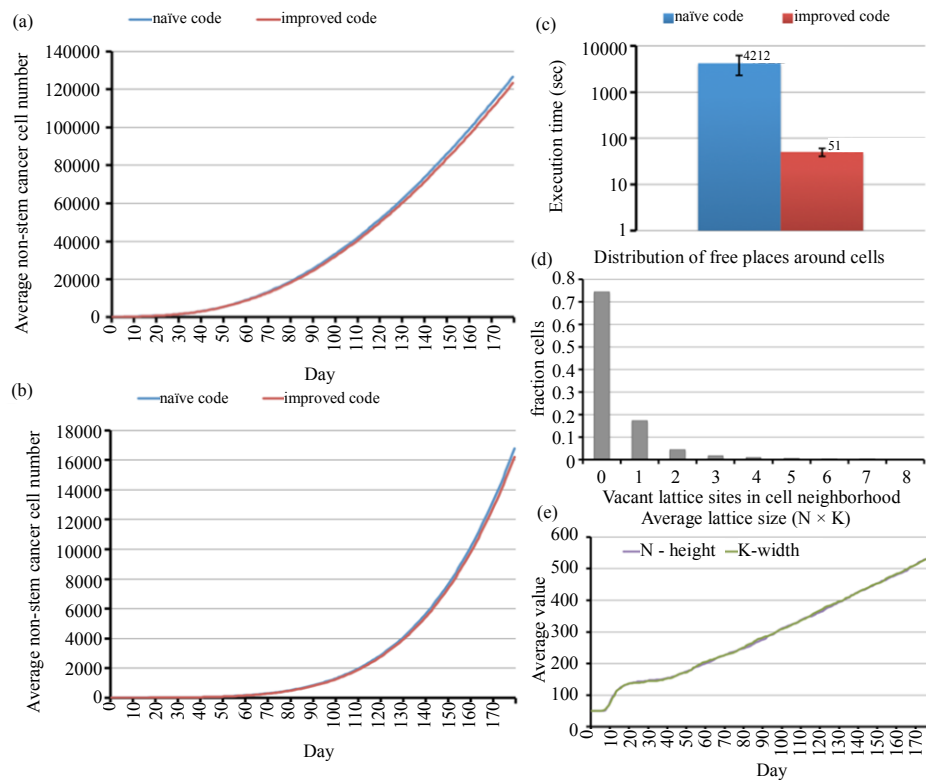 (a)
naïve code improved code
Average non-stem cancer cell number
140000
120000
100000
80000
60000
40000
20000
0
0 10 20 30 40 50 60 70 80 90 100 110 120 130 140 150 160 170
Day
(b)
naïve code improved code
Average non-stem cancer cell number
18000
16000
14000
12000
10000
8000
6000
4000
2000
0
0 10 20 30 40 50 60 70 80 90 100 110 120 130 140 150 160 170
Day
(c)
naïve code improved code
Execution time (sec)
10000
1000
100
10
1
4212
51
(d)
Distribution of free places around cells
fraction cells
0.8
0.7
0.6
0.5
0.4
0.3
0.2
0.1
0
0 1 2 3 4 5 6 7 8
Vacant lattice sites in cell neighborhood
(e)
Average lattice size (N × K)
N - height K-width
Average value
600
500
400
300
200
100
0
0 10 20 30 40 50 60 70 80 90 100 110 120 130 140 150 160 170
Day